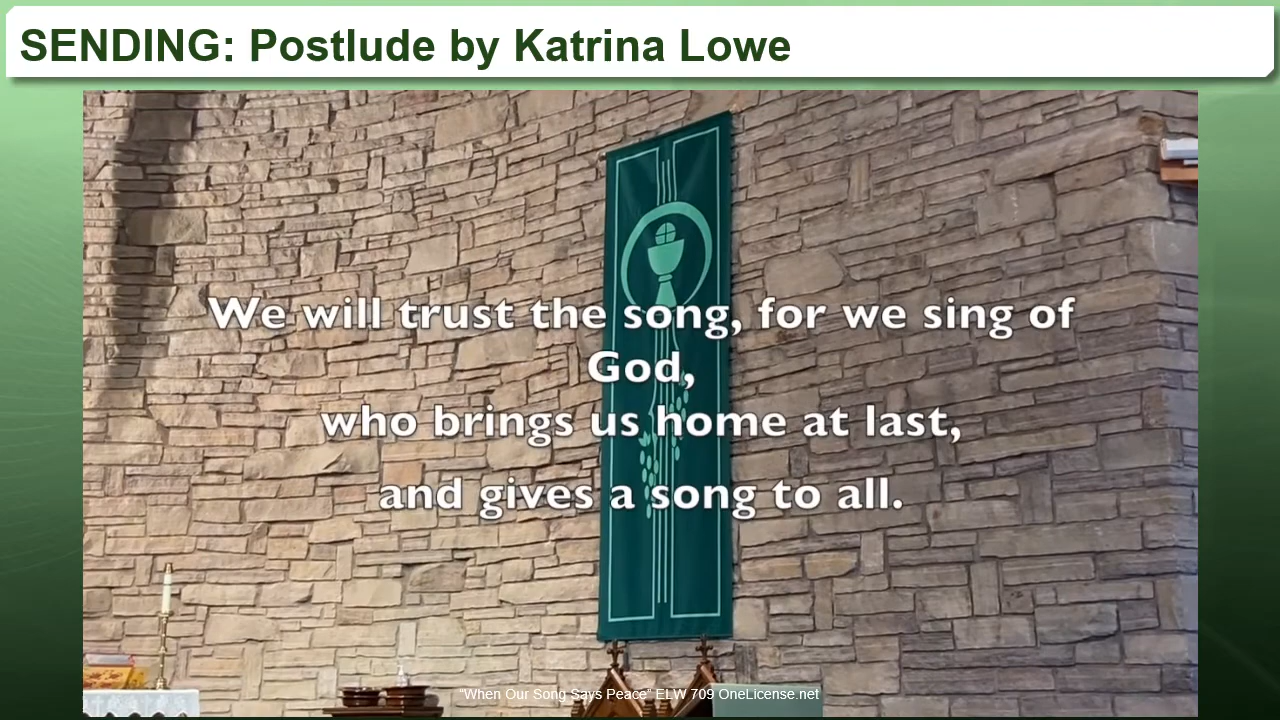 SENDING: Postlude by Katrina Lowe
We will trust the song, for we sing of
God,
who brings us home at last,
and gives a song to all.
“When Our Song Says Peace” ELW 709 OneLicense.net